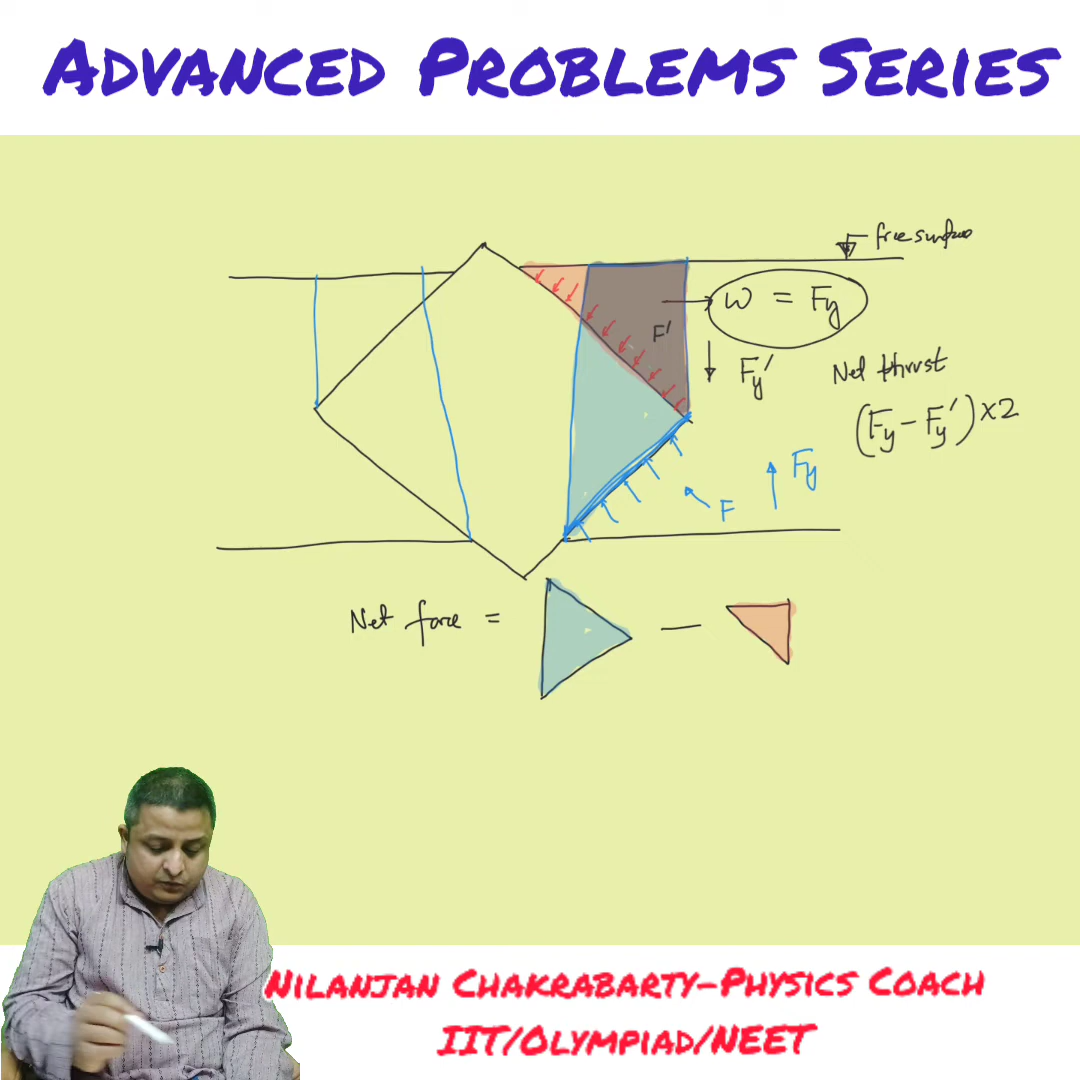 ADVANCED PROBLEMS SERIES
free surface
W = Fy
F'
Fy'
Net thrust
(Fy - Fy') x2
Fy
F
Net force = —
NILANJAN CHAKRABARTY-PHYSICS COACH
IIT/OLYMPIAD/NEET